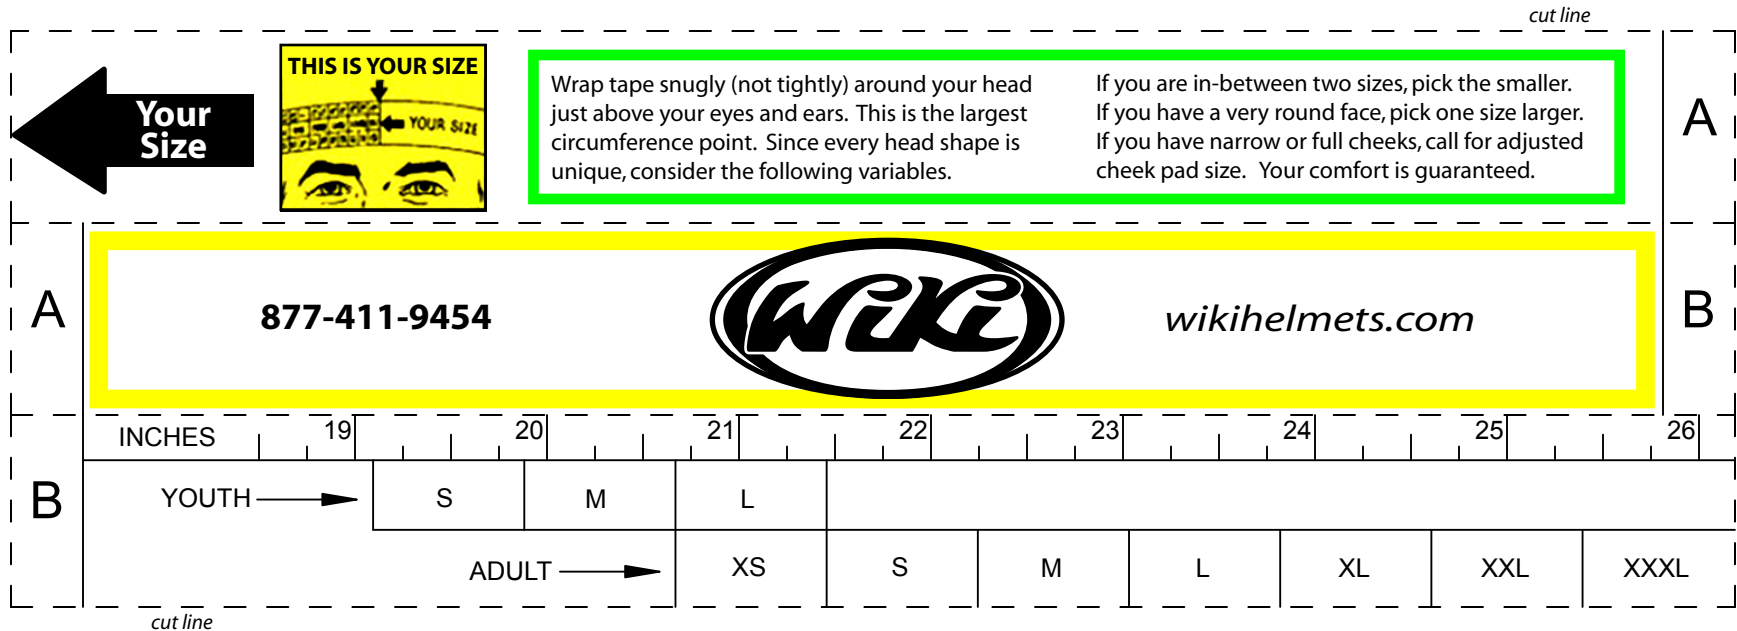 cut line
Your
Size
THIS IS YOUR SIZE
YOUR SIZE
Wrap tape snugly (not tightly) around your head
just above your eyes and ears. This is the largest
circumference point. Since every head shape is
unique, consider the following variables.
If you are in-between two sizes, pick the smaller.
If you have a very round face, pick one size larger.
If you have narrow or full cheeks, call for adjusted
cheek pad size. Your comfort is guaranteed.
A
A
877-411-9454
WiKi
wikihelmets.com
B
B
INCHES 19 20 21 22 23 24 25 26
YOUTH S M L
ADULT XS S M L XL XXL XXXL
cut line